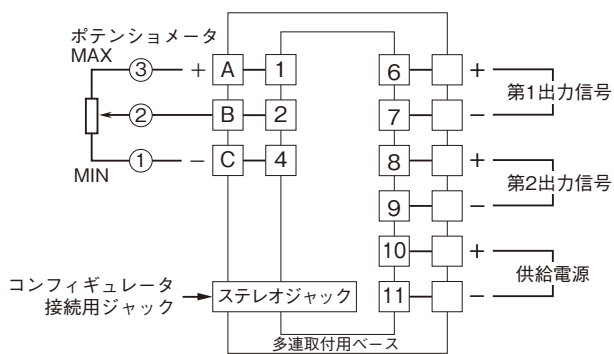 ポテンショメータ
MAX
③ + A 1
② B 2
① − C 4
MIN
6 +
第1出力信号
7 −
8 +
第2出力信号
9 −
10 +
供給電源
11 −
コンフィギュレータ
接続用ジャック
ステレオジャック
多連取付用ベース